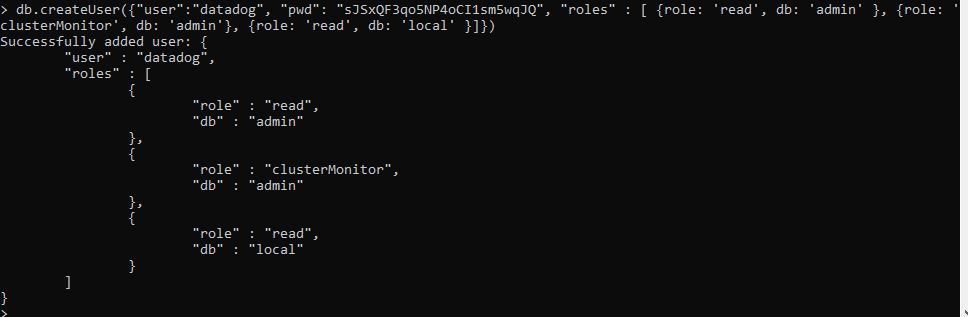 > db.createUser({"user":"datadog", "pwd": "sJSxQF3qo5NP4oCI1sm5wqJQ", "roles" : [ {role: 'read', db: 'admin' }, {role: '
clusterMonitor', db: 'admin'}, {role: 'read', db: 'local' }]})
Successfully added user: {
        "user" : "datadog",
        "roles" : [
                {
                        "role" : "read",
                        "db" : "admin"
                },
                {
                        "role" : "clusterMonitor",
                        "db" : "admin"
                },
                {
                        "role" : "read",
                        "db" : "local"
                }
        ]
}
>